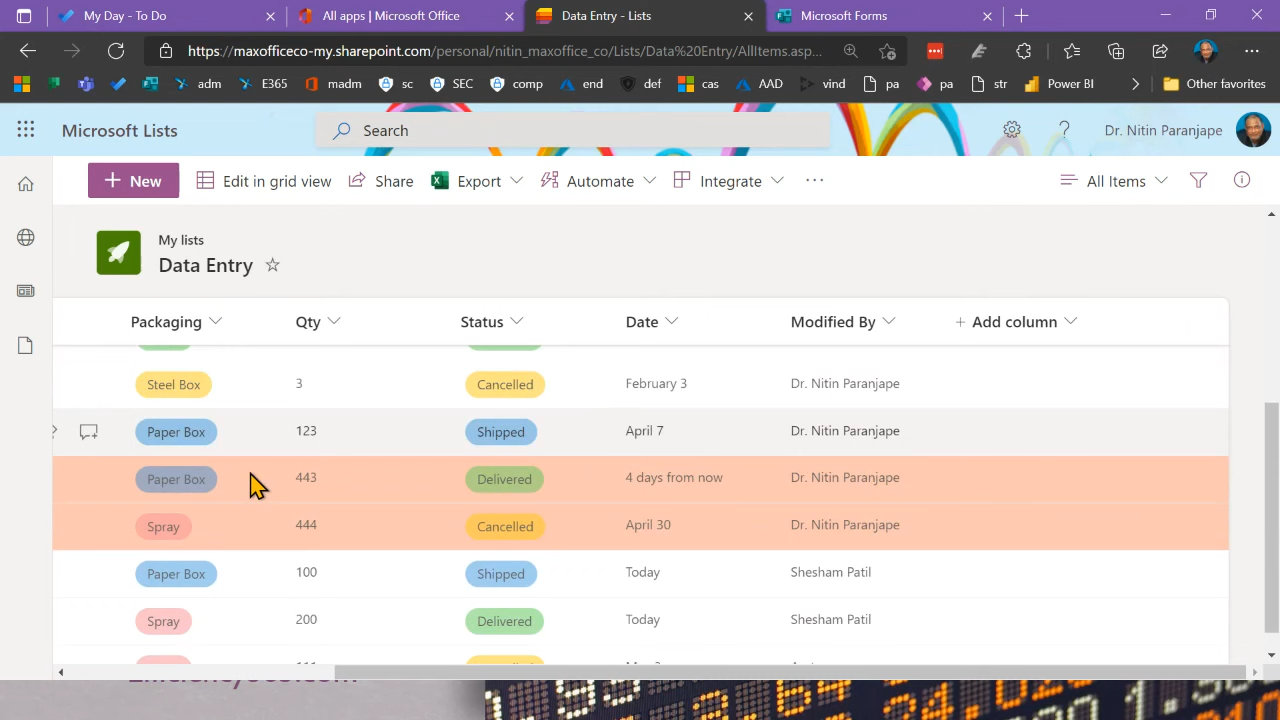 My Day - To Do
All apps | Microsoft Office
Data Entry - Lists
Microsoft Forms
https://maxofficeco-my.sharepoint.com/personal/nitin_maxoffice_co/Lists/Data%20Entry/AllItems.asp...
adm E365 madm sc SEC comp end def cas AAD vind pa pa str Power BI Other favorites
Microsoft Lists Search Dr. Nitin Paranjape
New Edit in grid view Share Export Automate Integrate All Items
My lists
Data Entry
Packaging Qty Status Date Modified By + Add column
Steel Box 3 Cancelled February 3 Dr. Nitin Paranjape
Paper Box 123 Shipped April 7 Dr. Nitin Paranjape
Paper Box 443 Delivered 4 days from now Dr. Nitin Paranjape
Spray 444 Cancelled April 30 Dr. Nitin Paranjape
Paper Box 100 Shipped Today Shesham Patil
Spray 200 Delivered Today Shesham Patil